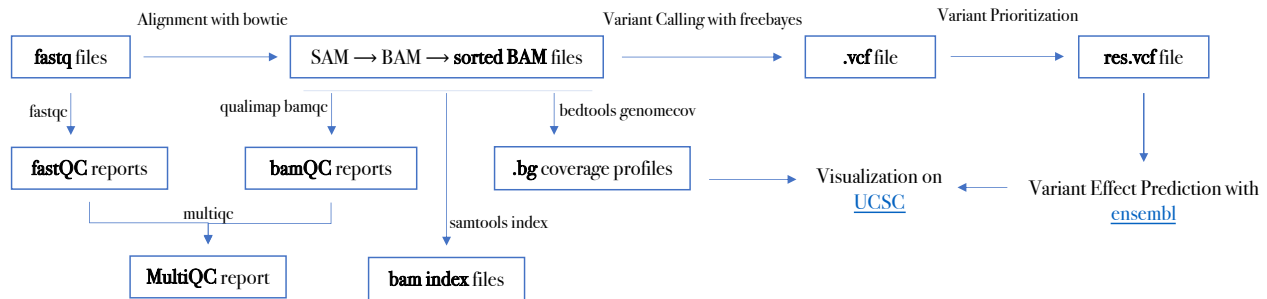 Alignment with bowtie
Variant Calling with freebayes
Variant Prioritization
fastq files
SAM → BAM → sorted BAM files
.vcf file
res.vcf file
fastqc
qualimap bamqc
bedtools genomecov
fastQC reports
bamQC reports
.bg coverage profiles
Visualization on
UCSC
Variant Effect Prediction with
ensembl
multiqc
samtools index
MultiQC report
bam index files